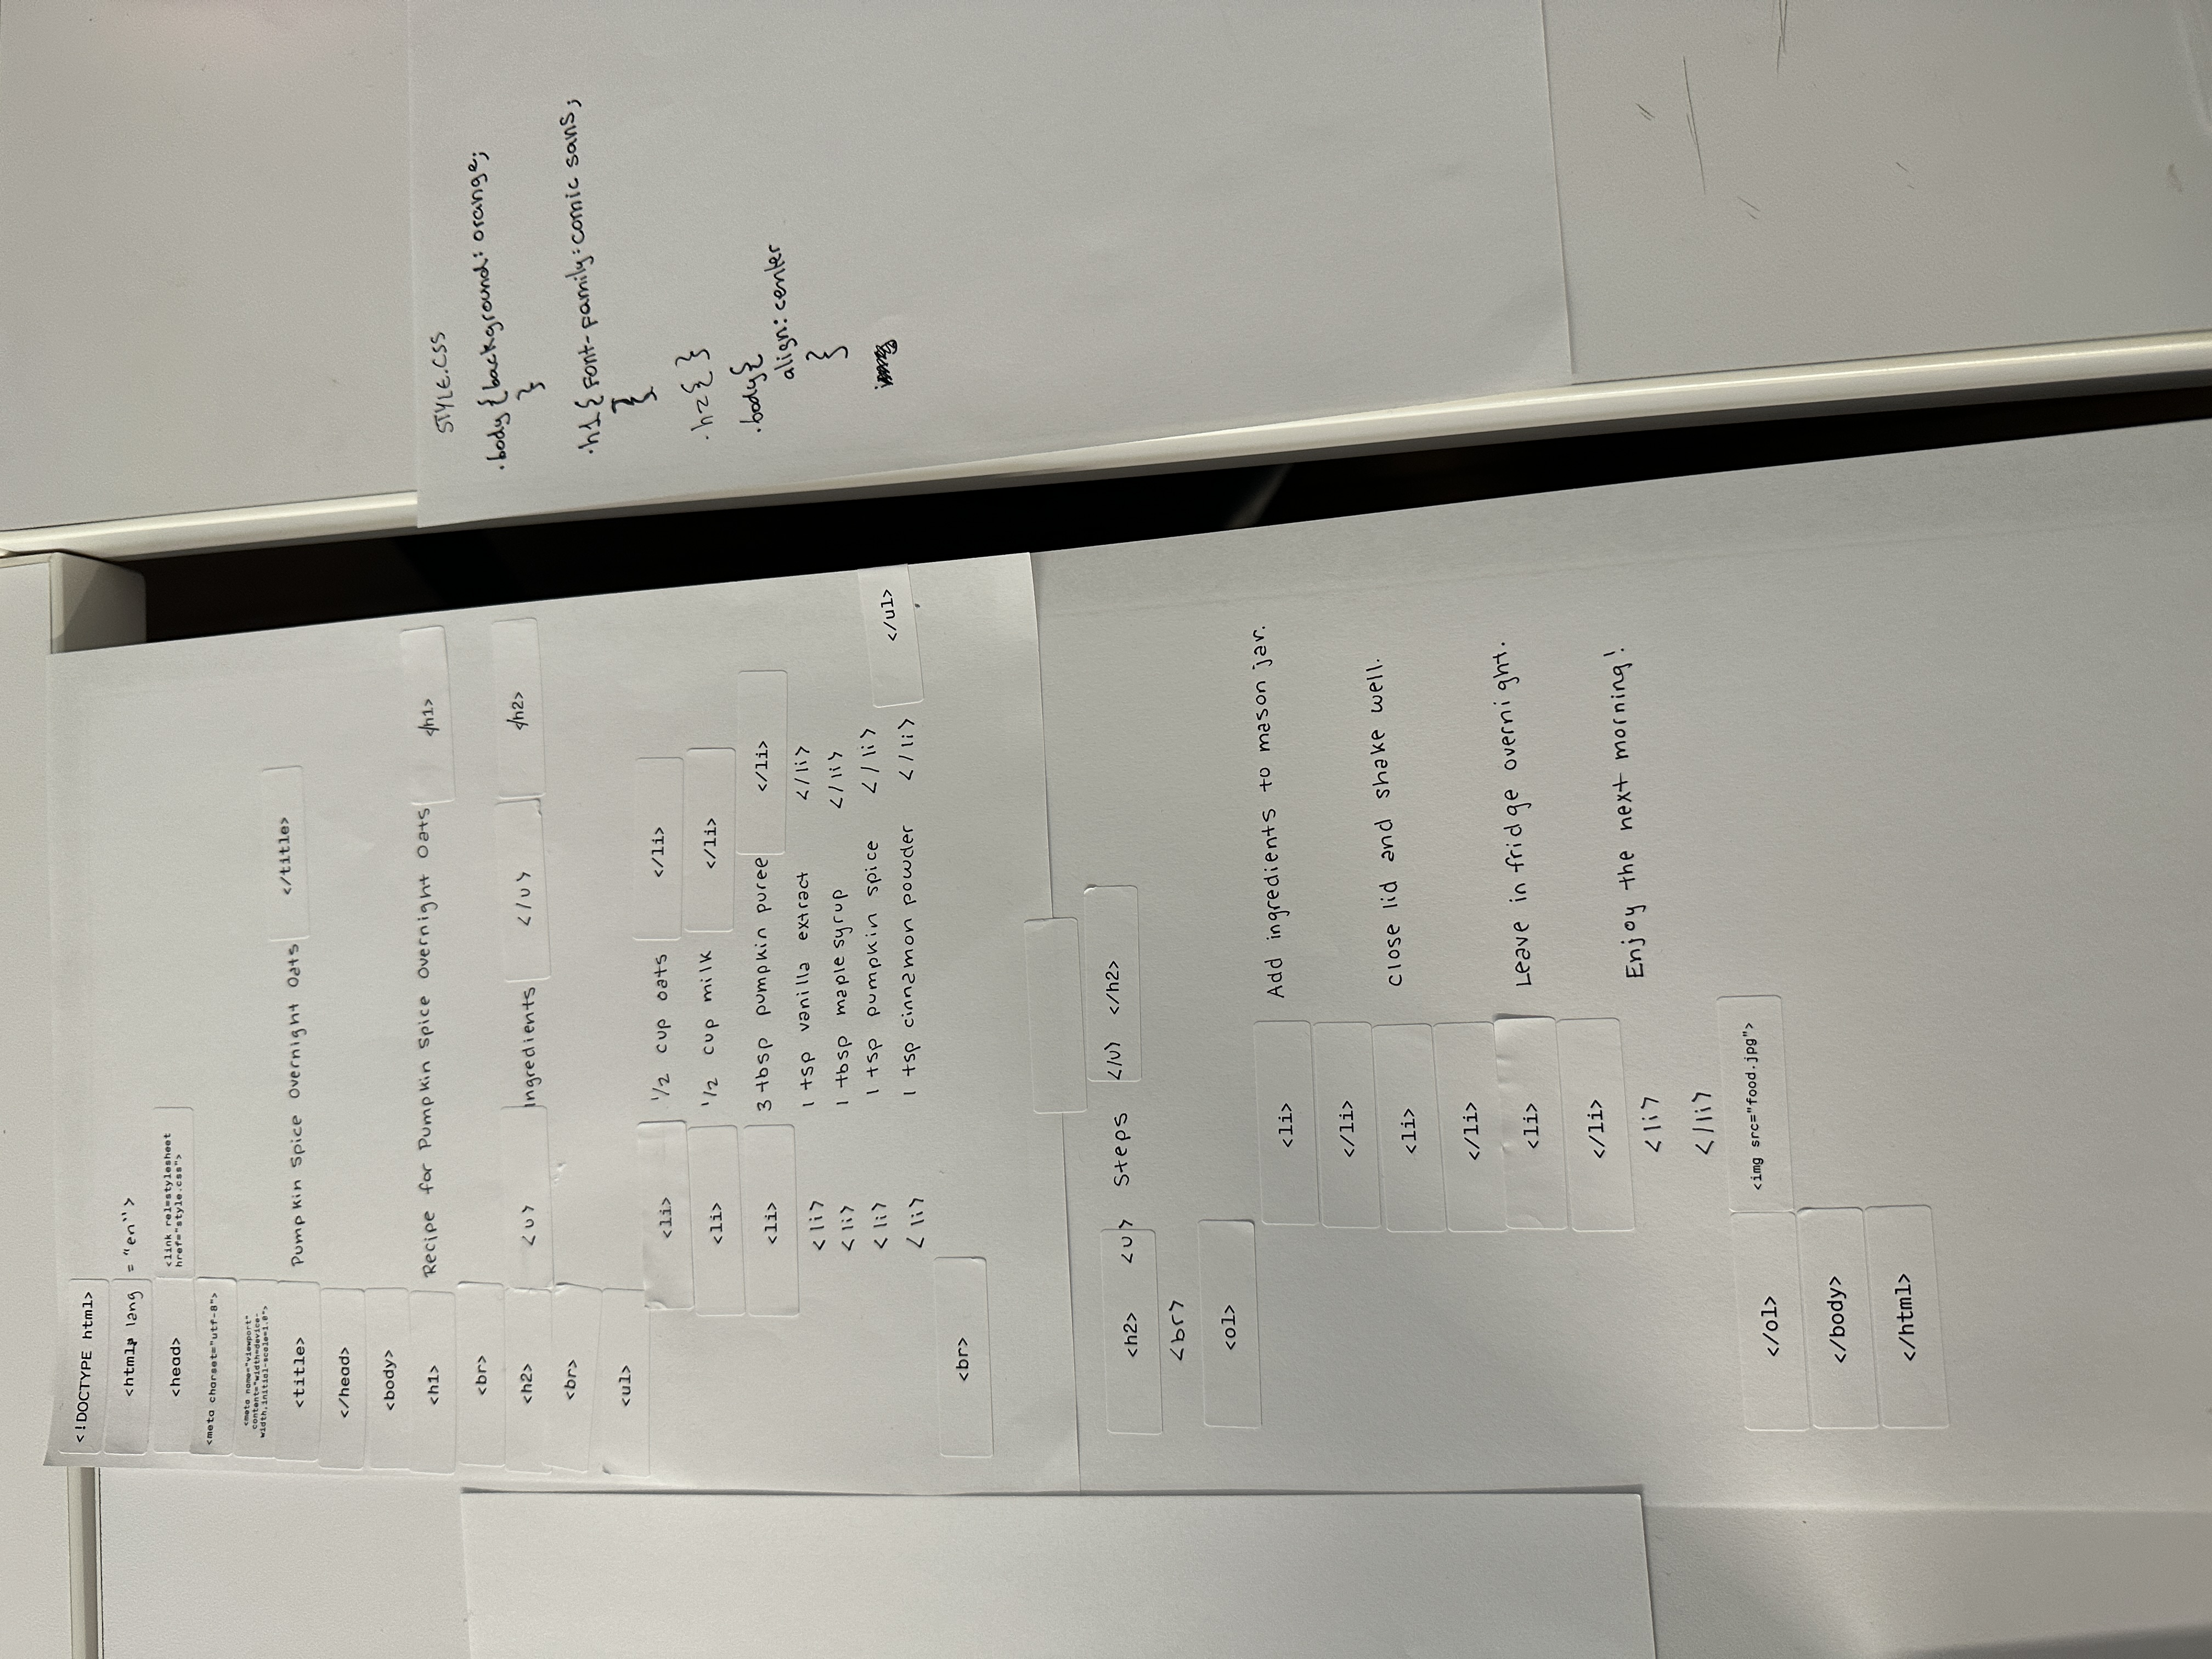 <!DOCTYPE html>
<html lang = "en">
<head> <link rel=stylesheet
href="style.css">
<meta charset="utf-8">
<meta name="viewport"
content="width=device-
width,initial-scale=1.0">
<title> Pumpkin Spice Overnight Oats </title>
</head>
<body>
<h1> Recipe for Pumpkin Spice Overnight Oats </h1>
<br>
<h2> <u> Ingredients </u> </h2>
<br>
<ul>
<li> 1/2 cup oats </li>
<li> 1/2 cup milk </li>
<li> 3 tbsp pumpkin puree </li>
<li> 1 tsp vanilla extract </li>
<li> 1 tbsp maple syrup </li>
<li> 1 tsp pumpkin spice </li>
<li> 1 tsp cinnamon powder </li> </ul>
<br>
<h2> <u> Steps </u> </h2>
<br>
<ol>
<li> Add ingredients to mason jar.
</li>
<li> Close lid and shake well.
</li>
<li> Leave in fridge overnight.
</li>
<li> Enjoy the next morning!
</li>
</ol> <img src="food.jpg">
</body>
</html>
STYLE.CSS
.body {background: orange;
}
.h1 { Font-Family: comic sans;
}
.h2 { }
.body{
align: center
}